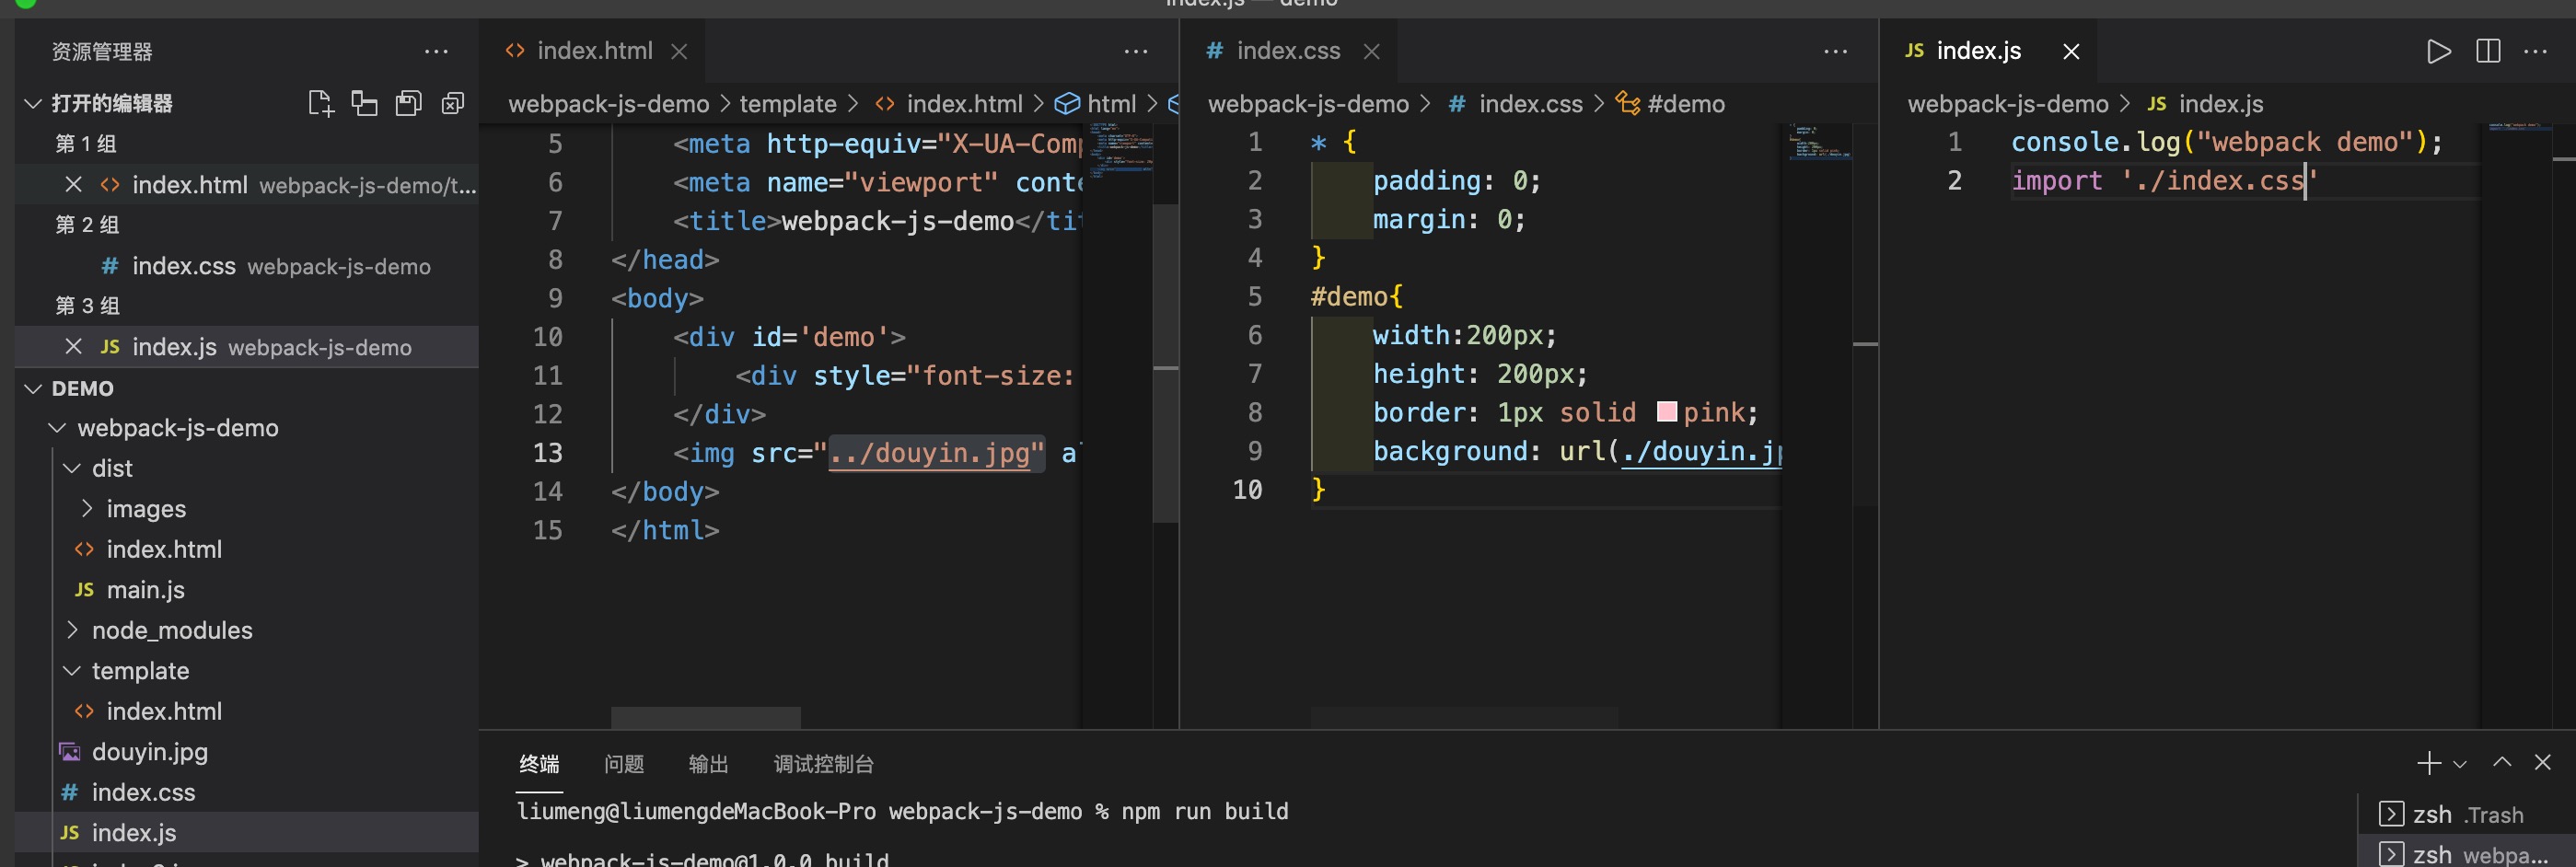 index.js — demo
资源管理器
打开的编辑器
第 1 组
index.html webpack-js-demo/t...
第 2 组
index.css webpack-js-demo
第 3 组
index.js webpack-js-demo
DEMO
webpack-js-demo
dist
images
index.html
main.js
node_modules
template
index.html
douyin.jpg
index.css
index.js
index.html
webpack-js-demo > template > index.html > html >
5 <meta http-equiv="X-UA-Comp
6 <meta name="viewport" conte
7 <title>webpack-js-demo</tit
8 </head>
9 <body>
10 <div id='demo'>
11 <div style="font-size:
12 </div>
13 <img src="../douyin.jpg" al
14 </body>
15 </html>
index.css
webpack-js-demo > index.css > #demo
1 * {
2 padding: 0;
3 margin: 0;
4 }
5 #demo{
6 width:200px;
7 height: 200px;
8 border: 1px solid pink;
9 background: url(./douyin.jp
10 }
JS index.js
webpack-js-demo > JS index.js
1 console.log("webpack demo");
2 import './index.css'
终端 问题 输出 调试控制台
liumeng@liumengdeMacBook-Pro webpack-js-demo % npm run build
> webpack-js-demo@1.0.0 build
zsh .Trash
zsh webpa...